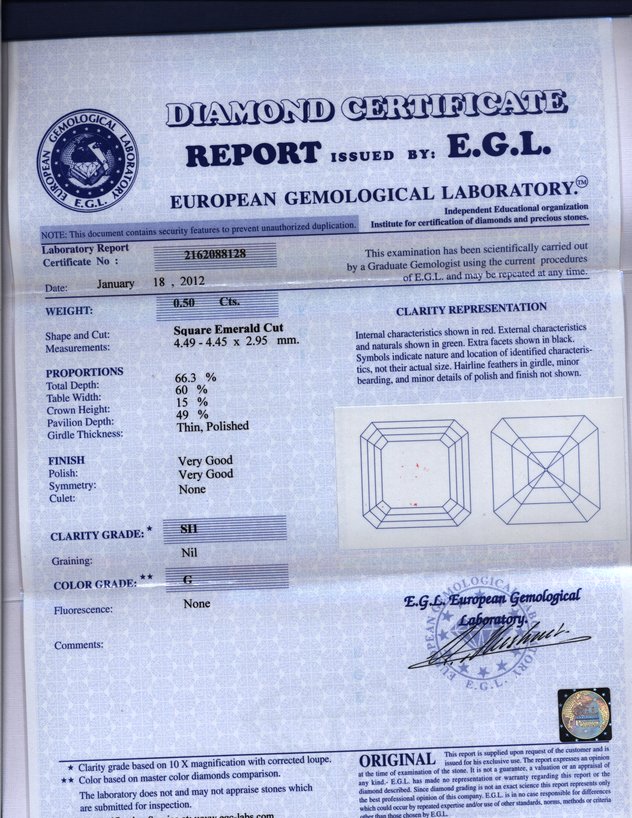 EUROPEAN GEMOLOGICAL LABORATORY
E.G.L.
DIAMOND CERTIFICATE
REPORT ISSUED BY: E.G.L.
EUROPEAN GEMOLOGICAL LABORATORY.™
Independent Educational organization
Institute for certification of diamonds and precious stones.
NOTE: This document contains security features to prevent unauthorized duplication.
Laboratory Report
Certificate No : 2162088128
Date: January 18 , 2012
This examination has been scientifically carried out
by a Graduate Gemologist using the current procedures
of E.G.L. and may be repeated at any time.
WEIGHT: 0.50 Cts.
Shape and Cut: Square Emerald Cut
Measurements: 4.49 - 4.45 x 2.95 mm.
PROPORTIONS
Total Depth: 66.3 %
Table Width: 60 %
Crown Height: 15 %
Pavilion Depth: 49 %
Girdle Thickness: Thin, Polished
FINISH
Polish: Very Good
Symmetry: Very Good
Culet: None
CLARITY GRADE: * SI1
Graining: Nil
COLOR GRADE: ** G
Fluorescence: None
Comments:
CLARITY REPRESENTATION
Internal characteristics shown in red. External characteristics
and naturals shown in green. Extra facets shown in black.
Symbols indicate nature and location of identified characteris-
tics, not their actual size. Hairline feathers in girdle, minor
bearding, and minor details of polish and finish not shown.
E.G.L. European Gemological
Laboratory.
E.G.L.
* Clarity grade based on 10 X magnification with corrected loupe.
** Color based on master color diamonds comparison.
The laboratory does not and may not appraise stones which
are submitted for inspection.
ORIGINAL This report is supplied upon request of the customer and is
issued for his exclusive use. The report expresses an opinion
at the time of examination of the stone. It is not a guarantee, a valuation or an appraisal of
any kind.- E.G.L. has made no representation or warranty regarding this report or the
diamond described. Since diamond grading is not an exact science this report represents only
the best professional opinion of this company. E.G.L. is in no case responsible for differences
which could occur by repeated expertise and/or use of other standards, norms, methods or criteria
other than those chosen by E.G.L.